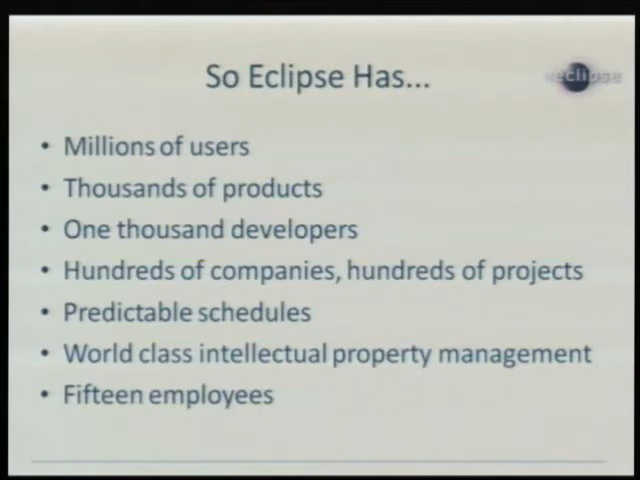 So Eclipse Has...
eclipse
• Millions of users
• Thousands of products
• One thousand developers
• Hundreds of companies, hundreds of projects
• Predictable schedules
• World class intellectual property management
• Fifteen employees